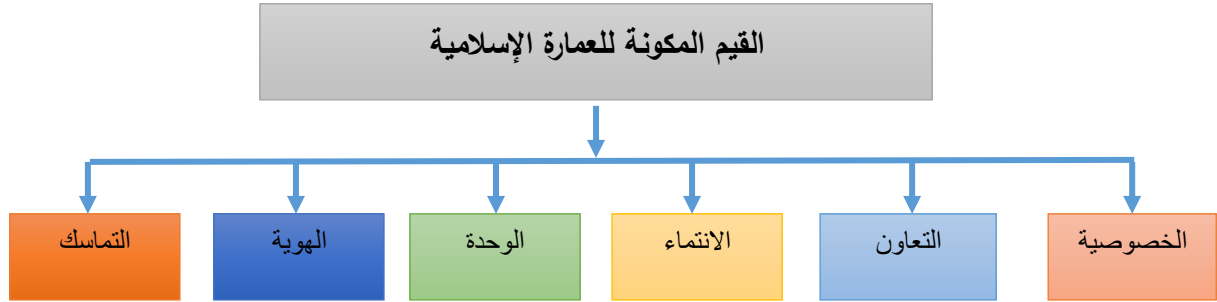 القيم المكونة للعمارة الإسلامية
الخصوصية
التعاون
الانتماء
الوحدة
الهوية
التماسك